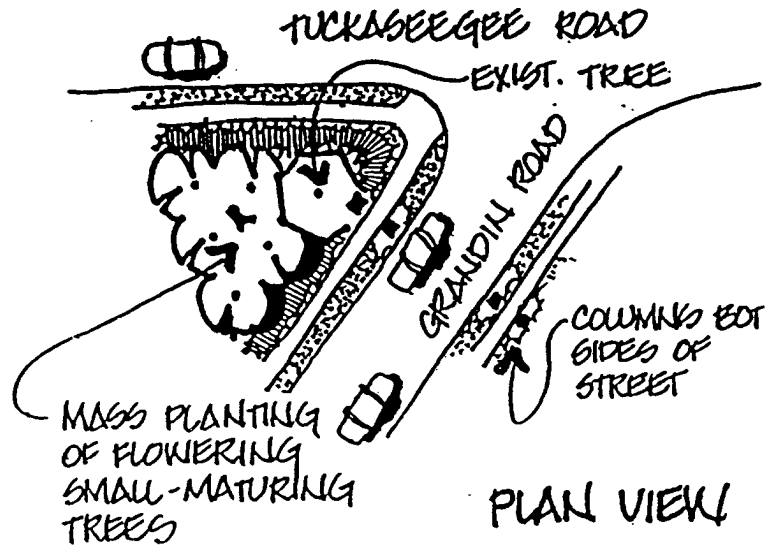 TUCKASEEGEE ROAD
EXIST. TREE
GRANDIN ROAD
COLUMNS BOT
SIDES OF
STREET
MASS PLANTING
OF FLOWERING
SMALL-MATURING
TREES
PLAN VIEW